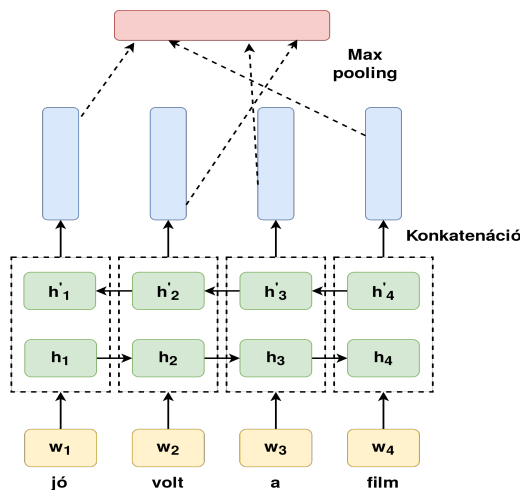 Max
pooling
Konkatenáció
h'1 h'2 h'3 h'4
h1 h2 h3 h4
w1 w2 w3 w4
jó volt a film